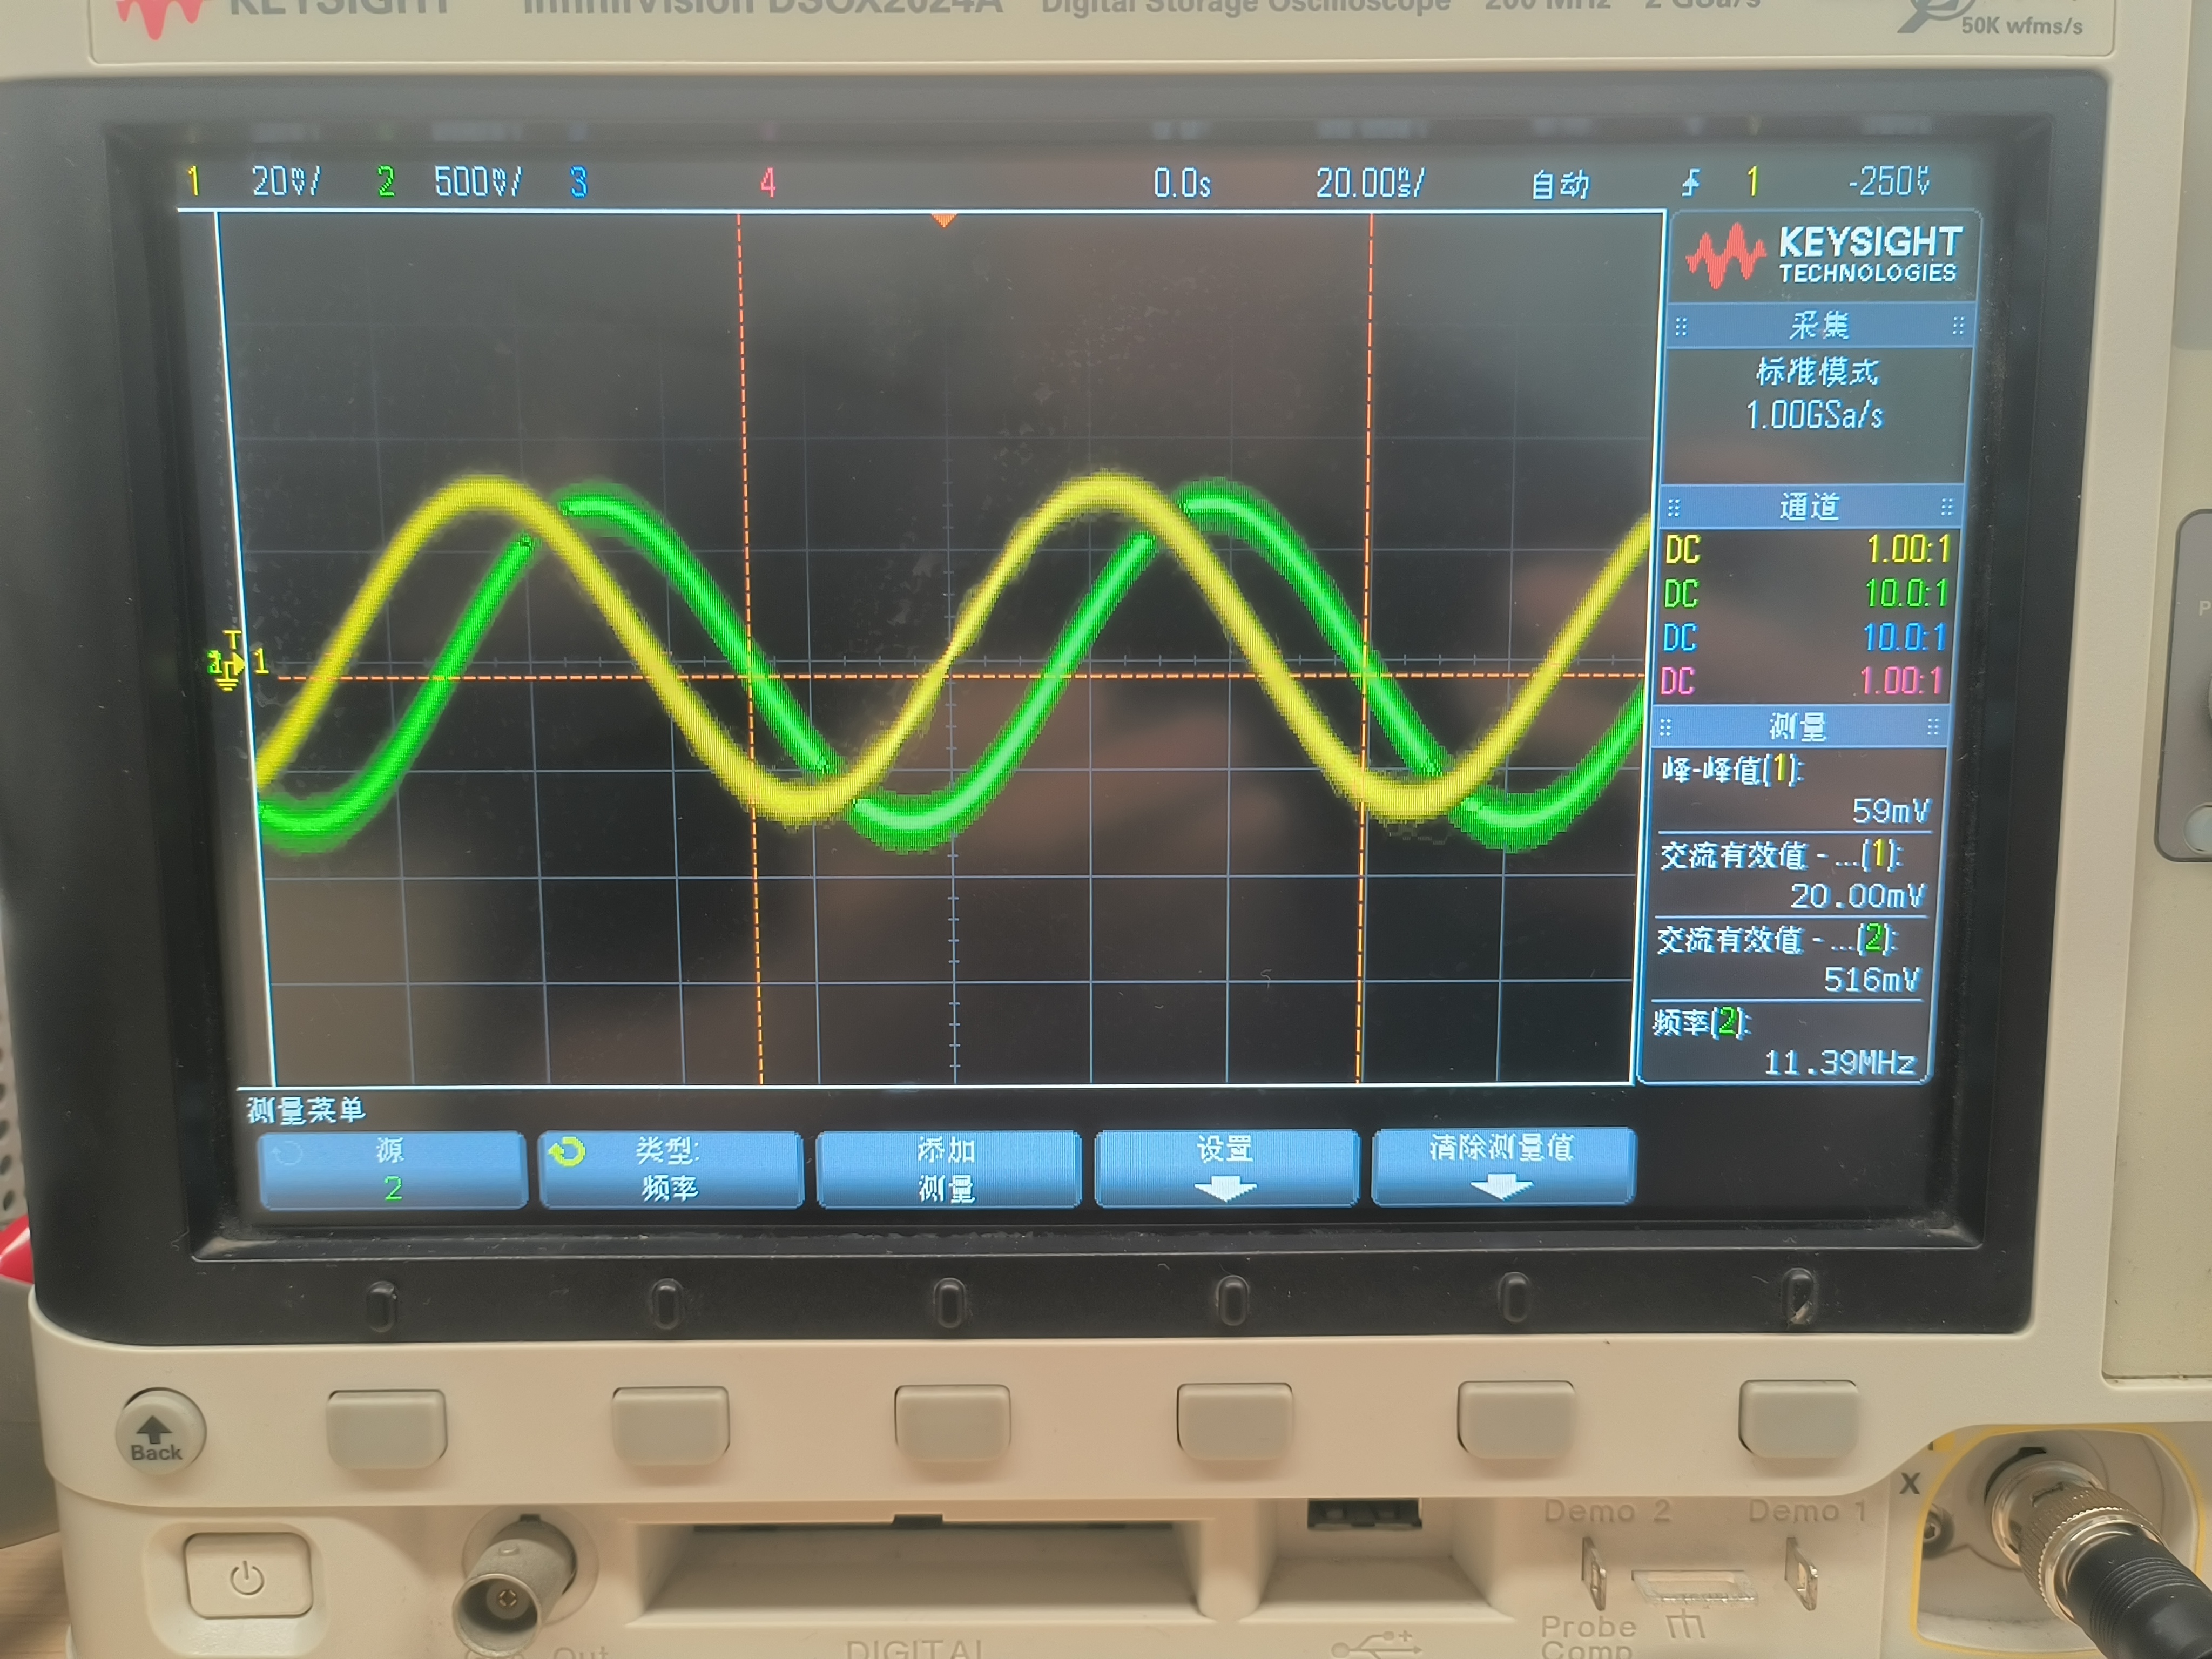 KEYSIGHT InfiniiVision DSOX2024A Digital Storage Oscilloscope 200 MHz 2 GSa/s
50K wfms/s
1 20mV/ 2 500mV/ 3 4 0.0s 20.00ns/ 自动 1 -250µV
KEYSIGHT
TECHNOLOGIES
采集
标准模式
1.00GSa/s
通道
DC 1.00:1
DC 10.0:1
DC 10.0:1
DC 1.00:1
T
1
测量
峰-峰值(1):
59mV
交流有效值 - ...(1):
20.00mV
交流有效值 - ...(2):
516mV
频率(2):
11.39MHz
测量菜单
源
2
类型:
频率
添加
测量
设置
清除测量值
Back
X
Demo 2 Demo 1
Probe
Comp
Out
DIGITAL